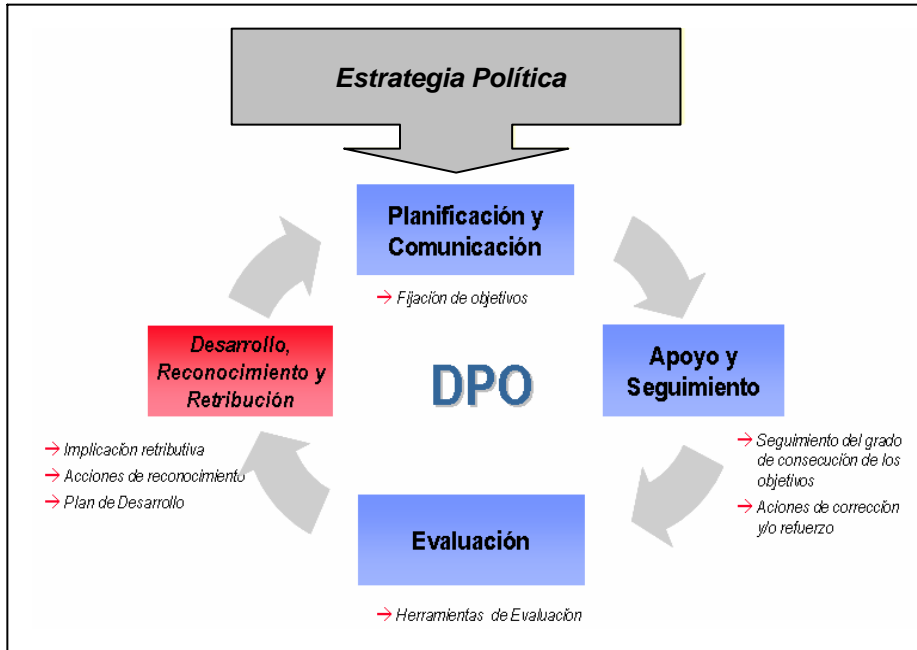 Estrategia Política
Planificación y
Comunicación
→ Fijación de objetivos
Desarrollo,
Reconocimiento y
Retribución
DPO
Apoyo y
Seguimiento
→ Implicación retributiva
→ Acciones de reconocimiento
→ Plan de Desarrollo
→ Seguimiento del grado
de consecución de los
objetivos
→ Aciones de corrección
y/o refuerzo
Evaluación
→ Herramientas de Evaluación